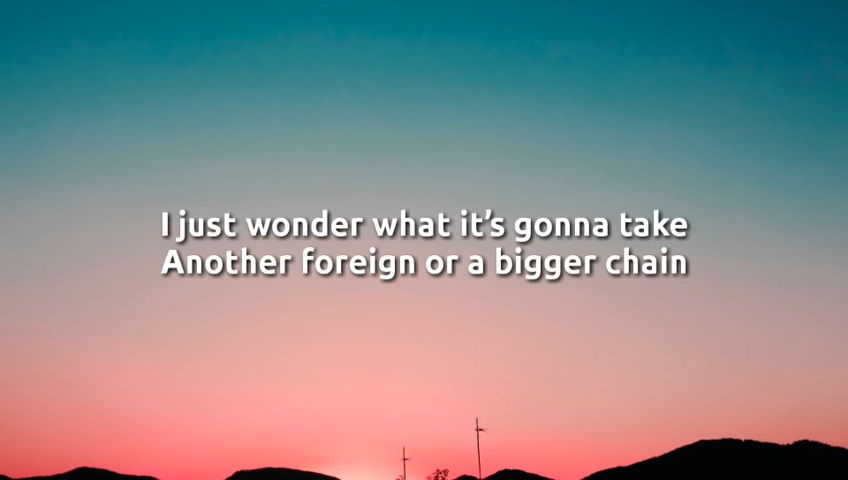 I just wonder what it’s gonna take
Another foreign or a bigger chain